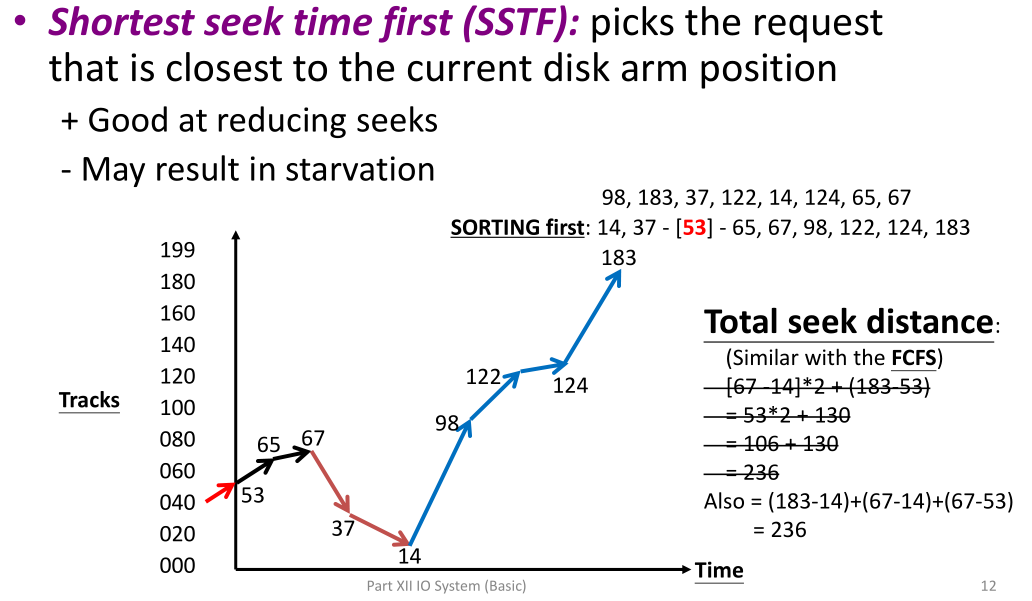 • Shortest seek time first (SSTF): picks the request
that is closest to the current disk arm position
+ Good at reducing seeks
- May result in starvation
98, 183, 37, 122, 14, 124, 65, 67
SORTING first: 14, 37 - [53] - 65, 67, 98, 122, 124, 183
199
180
160
140
120
100
080
060
040
020
000
Tracks
53
65
67
37
14
98
122
124
183
Time
Total seek distance:
(Similar with the FCFS)
[67 -14]*2 + (183-53)
= 53*2 + 130
= 106 + 130
= 236
Also = (183-14)+(67-14)+(67-53)
= 236
Part XII IO System (Basic)
12